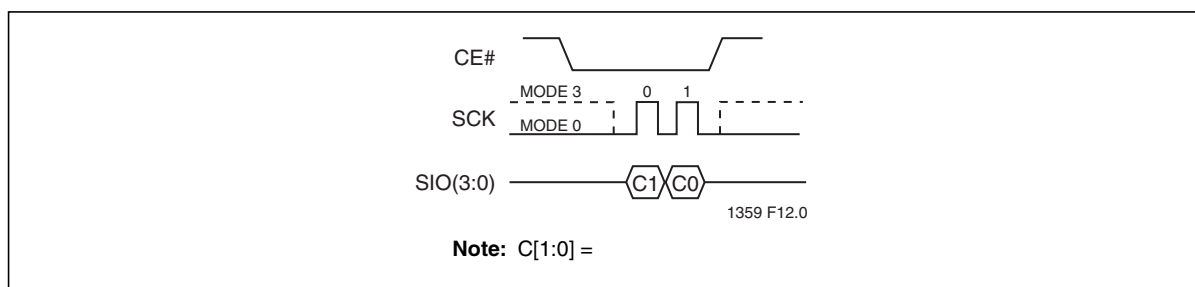 CE#
MODE 3 0 1
SCK
MODE 0
SIO(3:0) C1 C0
1359 F12.0
Note: C[1:0] =